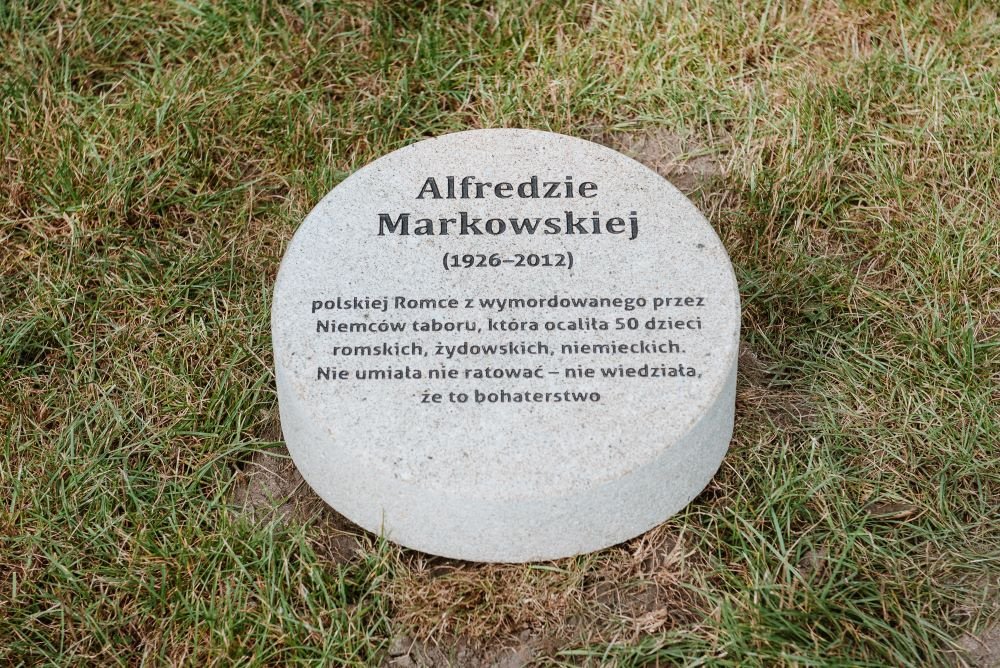 Alfredzie
Markowskiej
(1926–2012)
polskiej Romce z wymordowanego przez
Niemców taboru, która ocaliła 50 dzieci
romskich, żydowskich, niemieckich.
Nie umiała nie ratować – nie wiedziała,
że to bohaterstwo